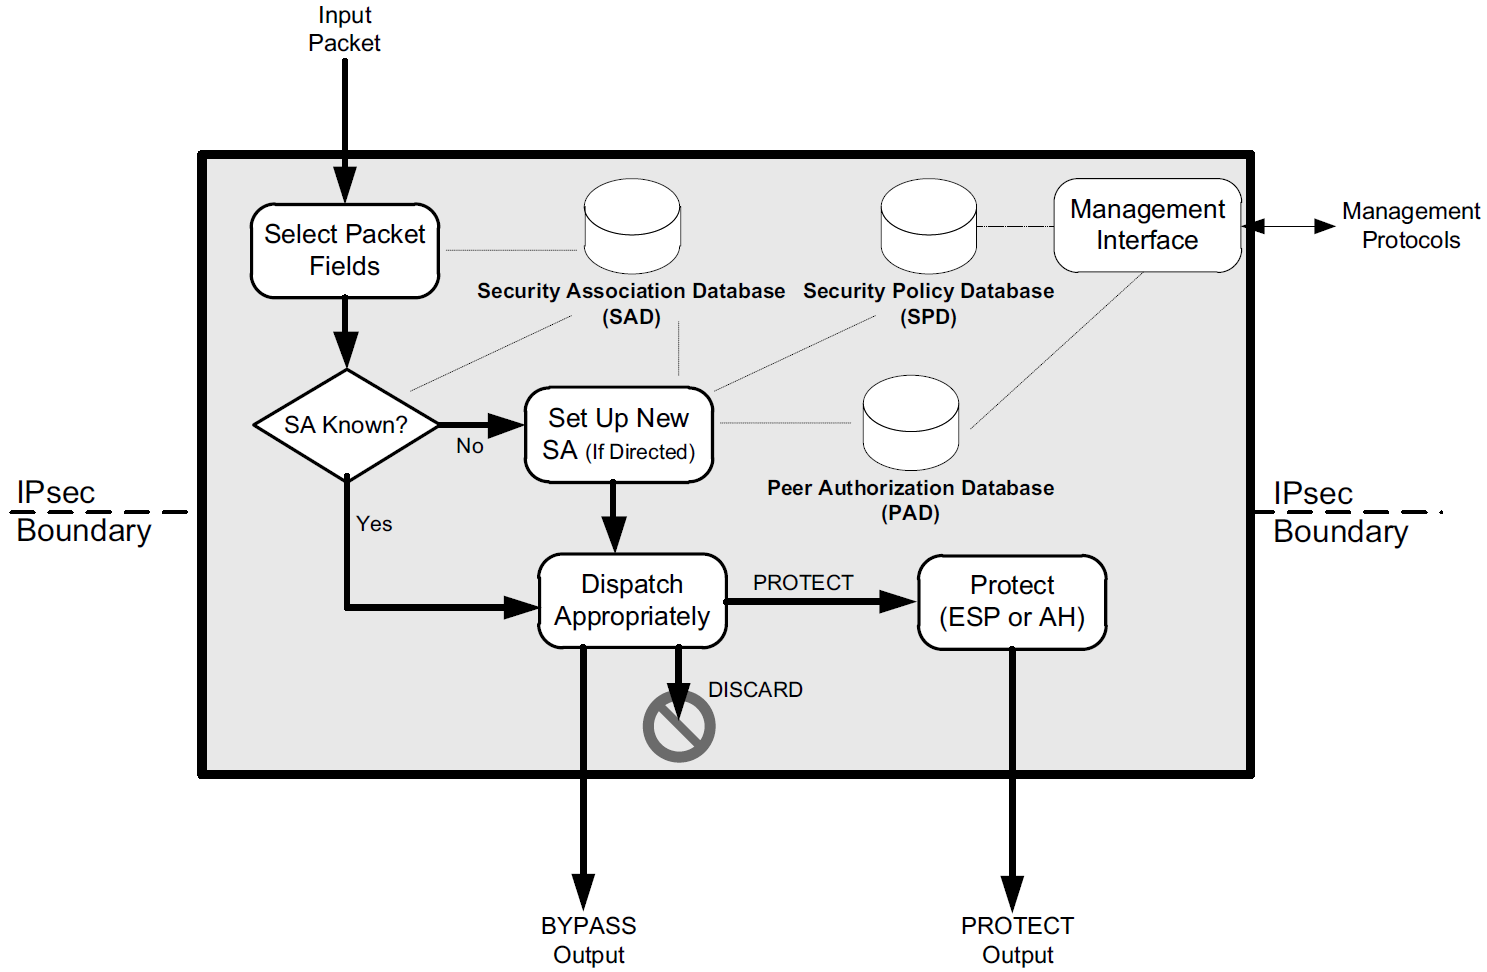 Input
Packet
Select Packet
Fields
Security Association Database
(SAD)
Security Policy Database
(SPD)
Management
Interface
Management
Protocols
SA Known?
No
Yes
Set Up New
SA (If Directed)
Peer Authorization Database
(PAD)
IPsec
Boundary
IPsec
Boundary
Dispatch
Appropriately
PROTECT
Protect
(ESP or AH)
DISCARD
BYPASS
Output
PROTECT
Output